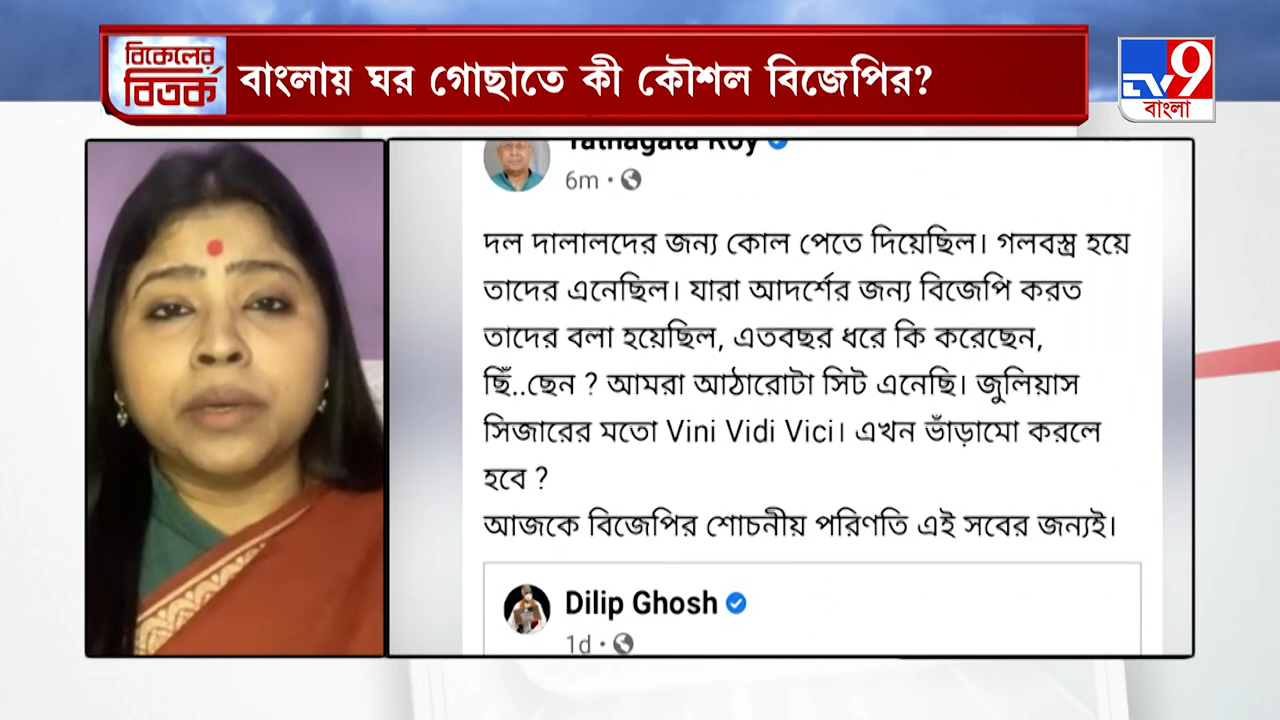 বিকেলের
বিতর্ক
বাংলায় ঘর গোছাতে কী কৌশল বিজেপির?
TV9
বাংলা
Tathagata Roy
6m
দল দালালদের জন্য কোল পেতে দিয়েছিল। গলবস্ত্র হয়ে
তাদের এনেছিল। যারা আদর্শের জন্য বিজেপি করত
তাদের বলা হয়েছিল, এতবছর ধরে কি করেছেন,
ছিঁ..ছেন ? আমরা আঠারোটা সিট এনেছি। জুলিয়াস
সিজারের মতো Vini Vidi Vici। এখন ভাঁড়ামো করলে
হবে ?
আজকে বিজেপির শোচনীয় পরিণতি এই সবের জন্যই।
Dilip Ghosh
1d